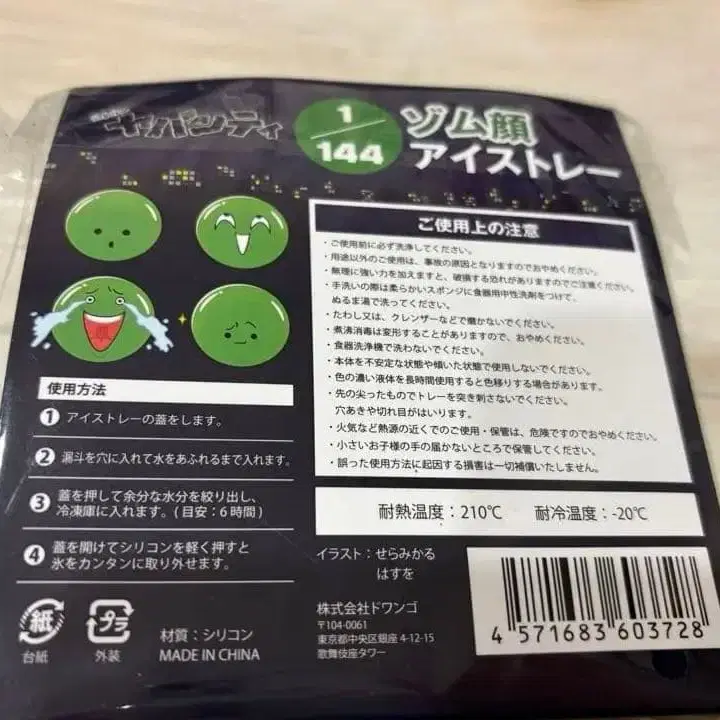 キャパシティ
1/144
ゾム顔
アイストレー
ご使用上の注意
・ご使用前に必ず洗浄してください。
・用途以外のご使用は、事故の原因となりますのでおやめください。
・無理に強い力を加えますと、破損する恐れがありますのでご注意ください。
・手洗いの際は柔らかいスポンジに食器用中性洗剤をつけて、
ぬるま湯で洗ってください。
・たわし又は、クレンザーなどで磨かないでください。
・煮沸消毒は変形することがありますので、おやめください。
・食器洗浄機で洗わないでください。
・本体を不安定な状態や傾いた状態で使用しないでください。
・色の濃い液体を長時間使用すると色移りする場合があります。
・先の尖ったものでトレーを突き刺さないでください。
穴あきや切れ目がはいります。
・火気など熱源の近くでのご使用・保管は、危険ですのでおやめください。
・小さいお子様の手の届かないところで保管してください。
・誤った使用方法に起因する損害は一切補償いたしません。
使用方法
1 アイストレーの蓋をします。
2 漏斗を穴に入れて水をあふれるまで入れます。
3 蓋を押して余分な水分を絞り出し、
冷凍庫に入れます。(目安:6時間)
4 蓋を開けてシリコンを軽く押すと
氷をカンタンに取り外せます。
耐熱温度:210℃ 耐冷温度:-20℃
イラスト:せらみかる
はすを
紙
台紙
プラ
外装
材質:シリコン
MADE IN CHINA
株式会社ドワンゴ
〒104-0061
東京都中央区銀座 4-12-15
歌舞伎座タワー
4 571683 603728